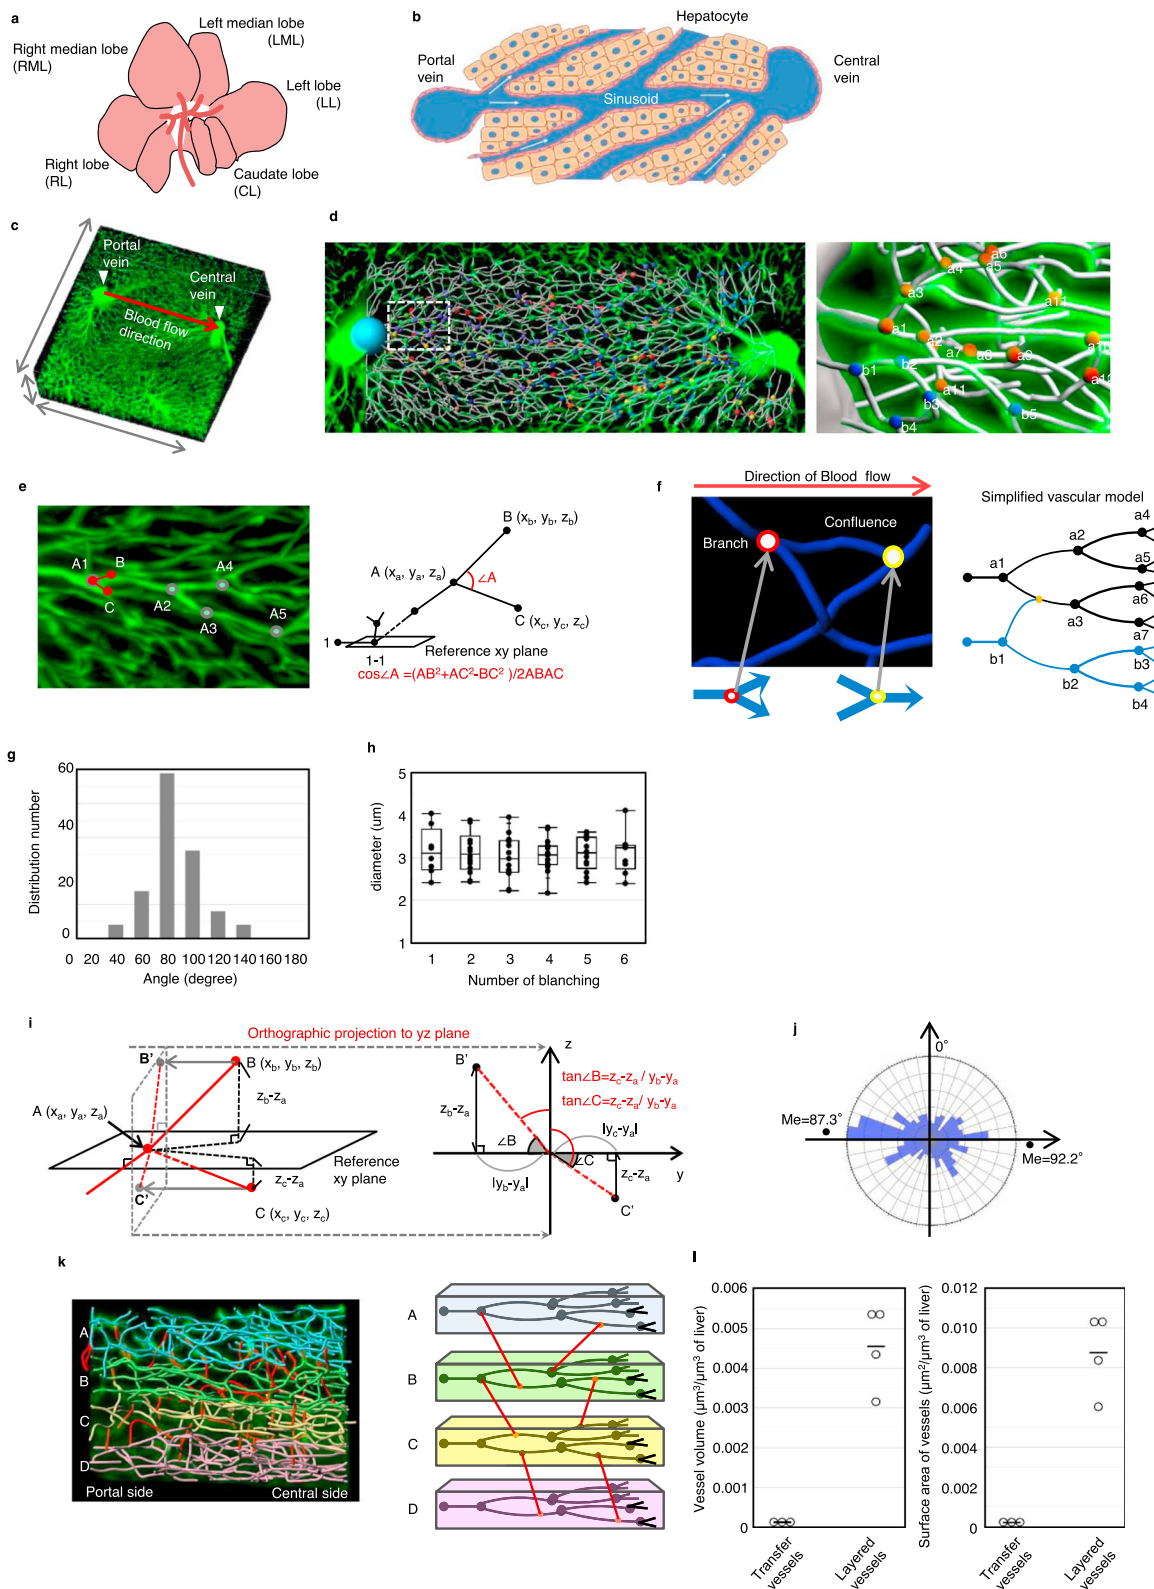 a
Left median lobe
(LML)
Right median lobe
(RML)
Left lobe
(LL)
Right lobe
(RL)
Caudate lobe
(CL)
b
Hepatocyte
Portal
vein
Central
vein
Sinusoid
c
Portal
vein
Central
vein
Blood flow
direction
d
a6
a4
a5
a3
a11
a1
a2
a7
a8
a9
a10
b1
b2
a11
b3
b5
b4
e
A1
B
C
A2
A4
A3
A5
B (xb, yb, zb)
A (xa, ya, za)
∠A
C (xc, yc, zc)
1
1-1
Reference xy plane
cos∠A =(AB²+AC²-BC² )/2ABAC
f
Direction of Blood flow
Branch
Confluence
Simplified vascular model
a4
a2
a1
a5
a6
a3
a7
b1
b3
b2
b4
g
Distribution number
60
40
20
0
0 20 40 60 80 100 120 140 160 180
Angle (degree)
h
diameter (um)
5
4
3
2
1
1 2 3 4 5 6
Number of blanching
i
Orthographic projection to yz plane
B'
B (xb, yb, zb)
zb-za
A (xa, ya, za)
Reference
xy plane
zc-za
C'
C (xc, yc, zc)
z
B'
tan∠B=zc-za / yb-ya
tan∠C=zc-za/ yb-ya
zb-za
∠B
|yc-ya|
∠C
|yb-ya|
zc-za
y
C'
j
0°
Me=87.3°
Me=92.2°
k
A
B
C
D
Portal side
Central side
A
B
C
D
l
Vessel volume (μm³/μm³ of liver)
0.006
0.005
0.004
0.003
0.002
0.001
0
Transfer
vessels
Layered
vessels
Surface area of vessels (μm²/μm³ of liver)
0.012
0.010
0.008
0.006
0.004
0.002
0
Transfer
vessels
Layered
vessels